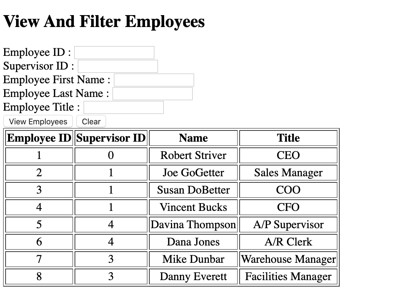 View And Filter Employees
Employee ID :
Supervisor ID :
Employee First Name :
Employee Last Name :
Employee Title :
View Employees Clear
Employee ID Supervisor ID Name Title
1 0 Robert Striver CEO
2 1 Joe GoGetter Sales Manager
3 1 Susan DoBetter COO
4 1 Vincent Bucks CFO
5 4 Davina Thompson A/P Supervisor
6 4 Dana Jones A/R Clerk
7 3 Mike Dunbar Warehouse Manager
8 3 Danny Everett Facilities Manager